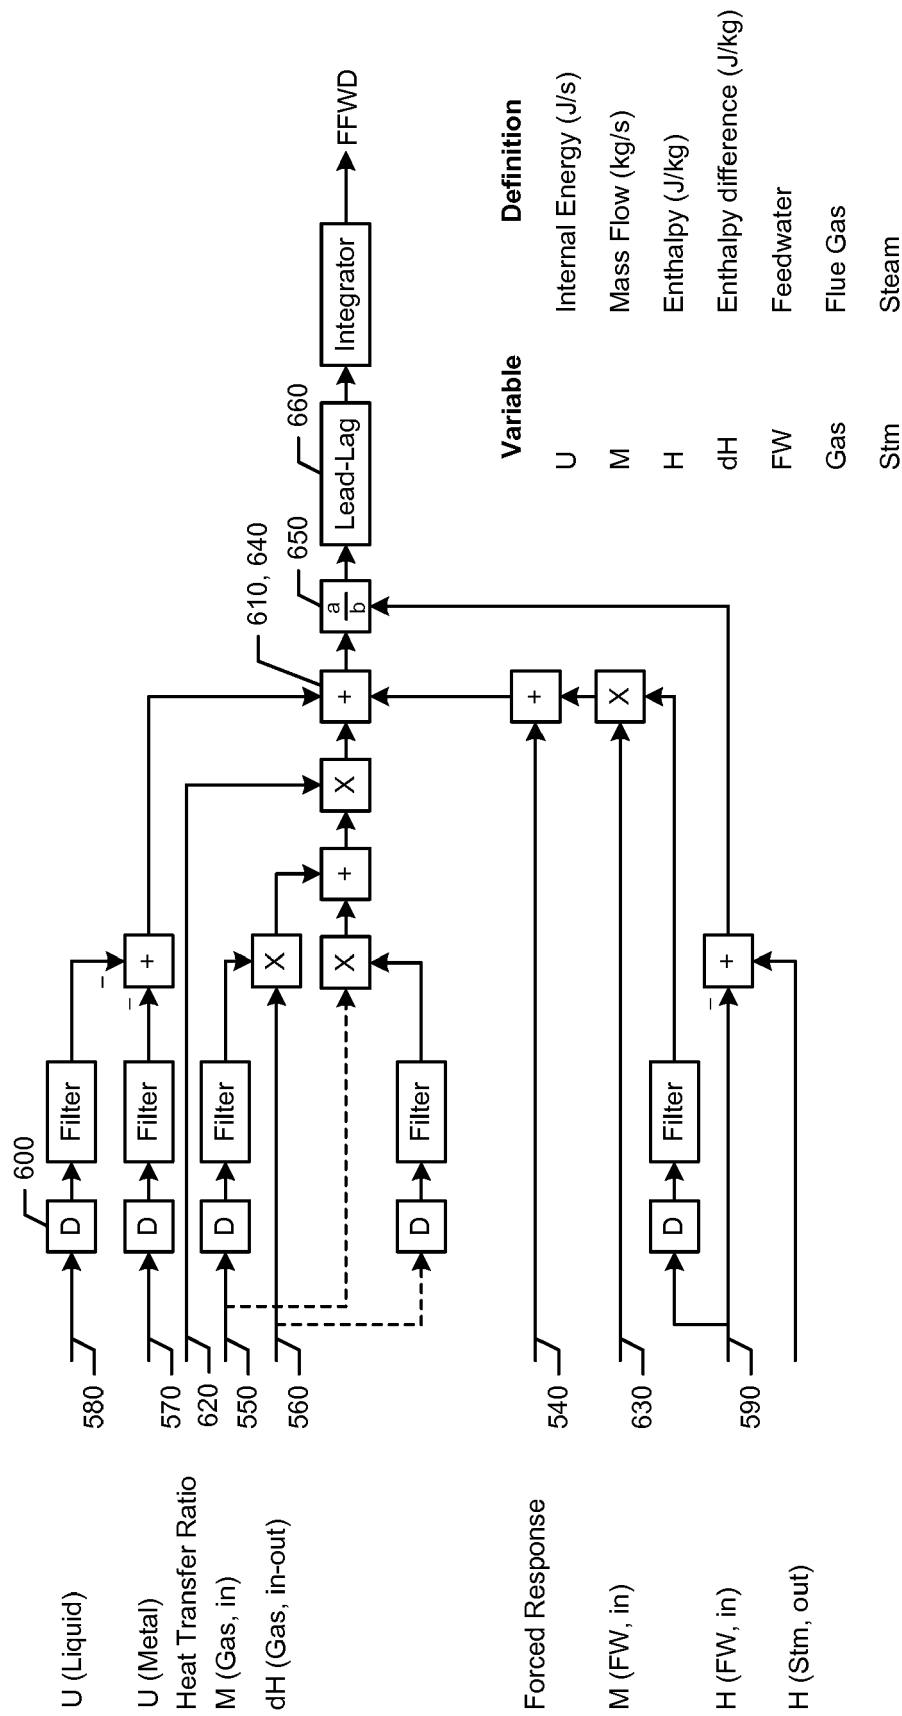 600
U (Liquid) D Filter
580
−
−
U (Metal) D Filter +
570
Heat Transfer Ratio
620
M (Gas, in) D Filter
550
610, 640
dH (Gas, in-out) X
560 650 660
X + X + a/b Lead-Lag Integrator FFWD
D Filter
Forced Response +
540
M (FW, in) X
630
D Filter
−
H (FW, in) +
590
H (Stm, out)
Variable Definition
U Internal Energy (J/s)
M Mass Flow (kg/s)
H Enthalpy (J/kg)
dH Enthalpy difference (J/kg)
FW Feedwater
Gas Flue Gas
Stm Steam